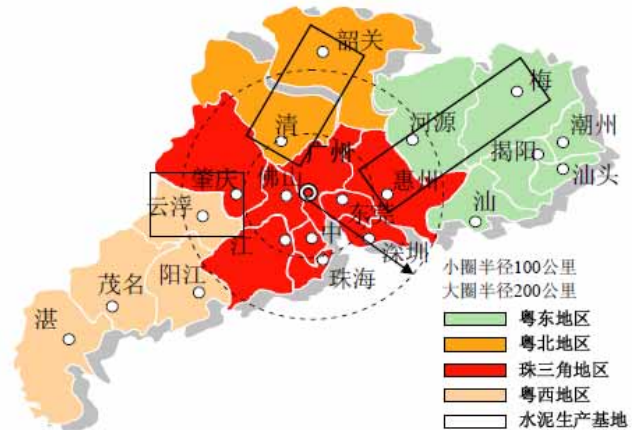 韶关
梅
河源
潮州
清
广州
揭阳
汕头
肇庆
佛山
惠州
云浮
东莞
汕
江
中
深圳
珠海
阳江
茂名
湛
小圈半径100公里
大圈半径200公里
粤东地区
粤北地区
珠三角地区
粤西地区
水泥生产基地